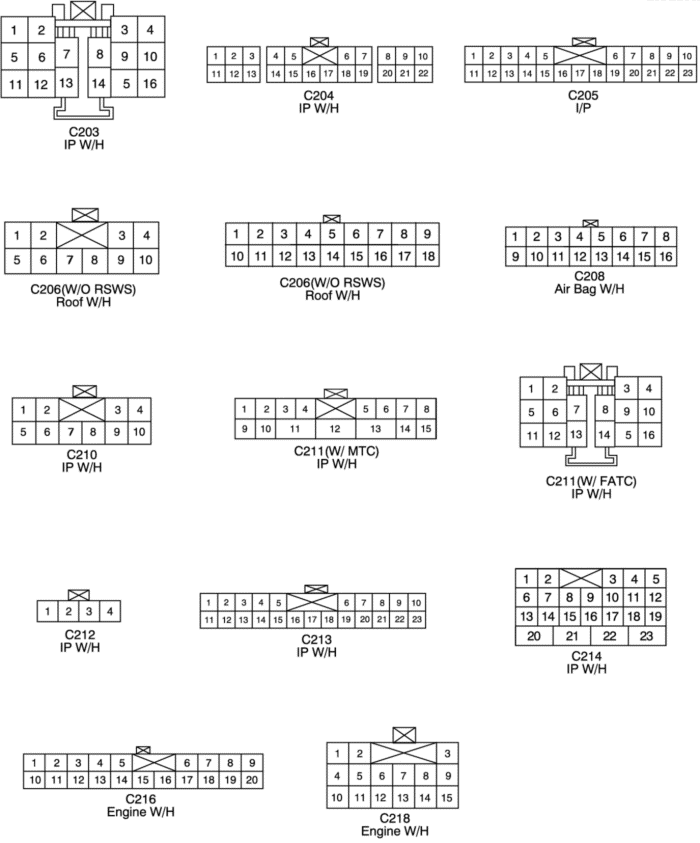 1 2 3 4
5 6 7 8 9 10
11 12 13 14 5 16
C203
IP W/H
1 2 3 4 5 6 7 8 9 10
11 12 13 14 15 16 17 18 19 20 21 22
C204
IP W/H
1 2 3 4 5 6 7 8 9 10
11 12 13 14 15 16 17 18 19 20 21 22 23
C205
I/P
1 2 3 4
5 6 7 8 9 10
C206(W/O RSWS)
Roof W/H
1 2 3 4 5 6 7 8 9
10 11 12 13 14 15 16 17 18
C206(W/O RSWS)
Roof W/H
1 2 3 4 5 6 7 8
9 10 11 12 13 14 15 16
C208
Air Bag W/H
1 2 3 4
5 6 7 8 9 10
C210
IP W/H
1 2 3 4 5 6 7 8
9 10 11 12 13 14 15
C211(W/ MTC)
IP W/H
1 2 3 4
5 6 7 8 9 10
11 12 13 14 5 16
C211(W/ FATC)
IP W/H
1 2 3 4
C212
IP W/H
1 2 3 4 5 6 7 8 9 10
11 12 13 14 15 16 17 18 19 20 21 22 23
C213
IP W/H
1 2 3 4 5
6 7 8 9 10 11 12
13 14 15 16 17 18 19
20 21 22 23
C214
IP W/H
1 2 3 4 5 6 7 8 9
10 11 12 13 14 15 16 17 18 19 20
C216
Engine W/H
1 2 3
4 5 6 7 8 9
10 11 12 13 14 15
C218
Engine W/H